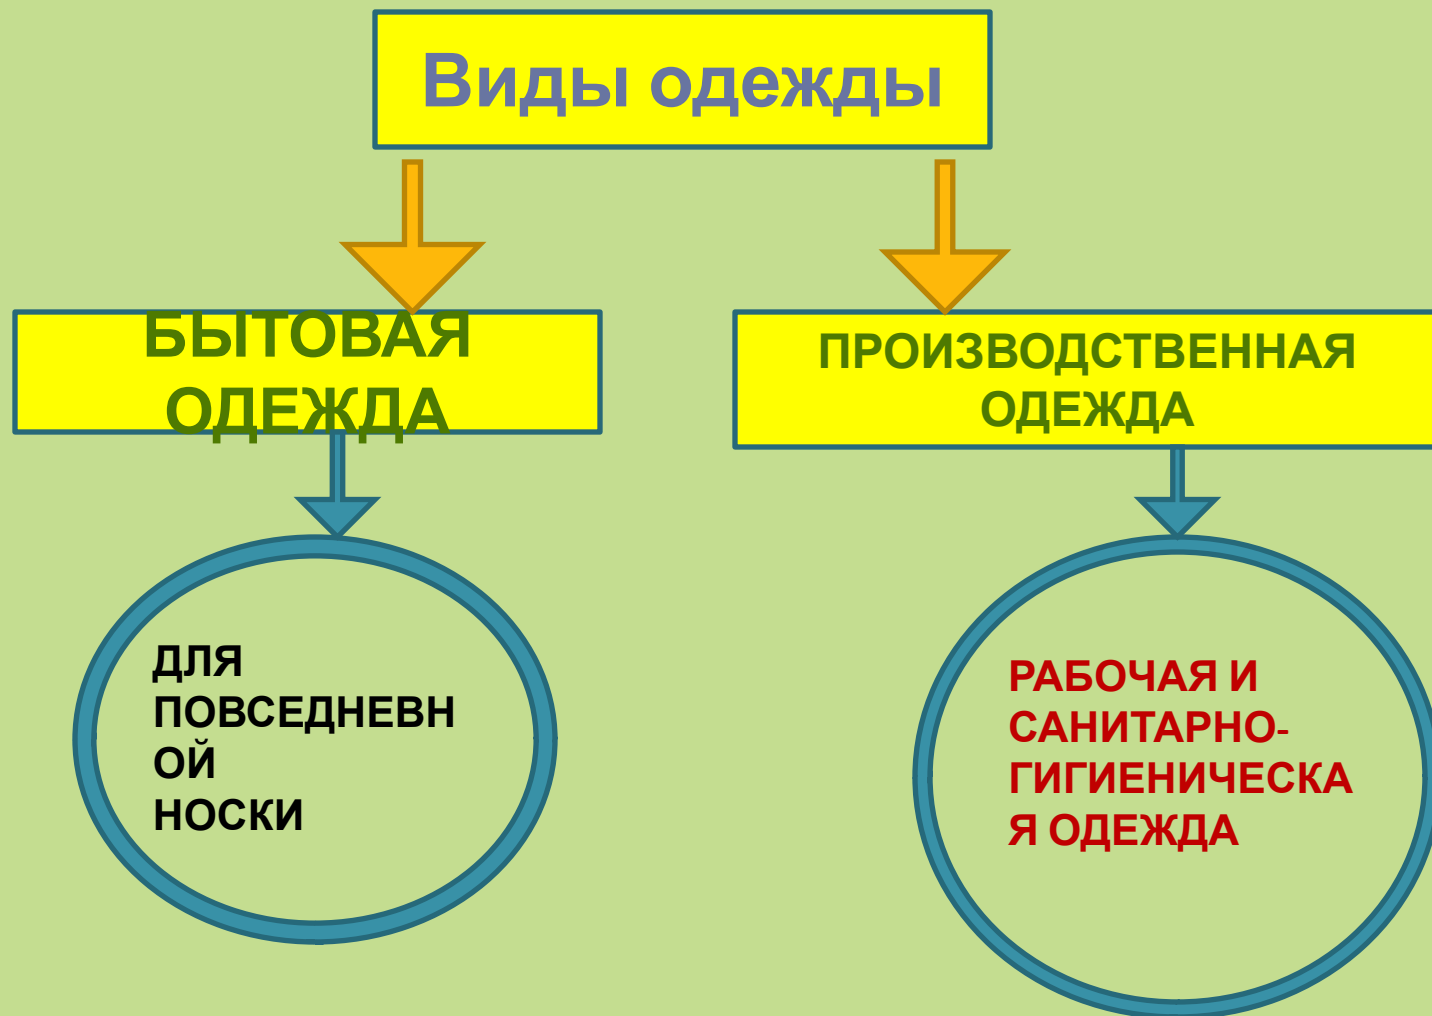 Виды одежды
БЫТОВАЯ
ОДЕЖДА
ПРОИЗВОДСТВЕННАЯ
ОДЕЖДА
ДЛЯ
ПОВСЕДНЕВН
ОЙ
НОСКИ
РАБОЧАЯ И
САНИТАРНО-
ГИГИЕНИЧЕСКА
Я ОДЕЖДА